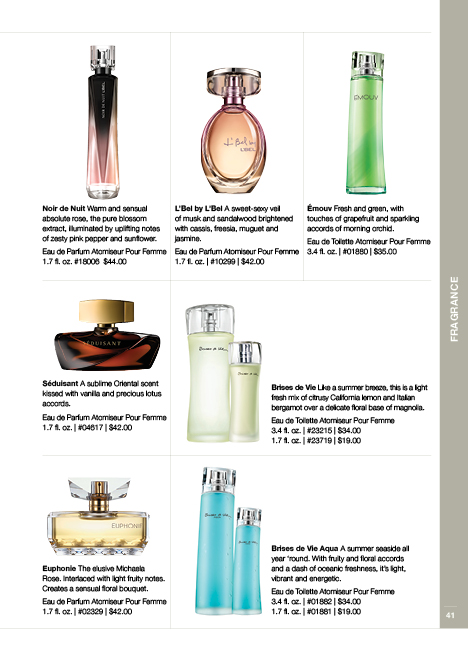 NOIR DE NUIT L'BEL
L'Bel by
L'BEL
ÉMOUV
Noir de Nuit Warm and sensual
absolute rose, the pure blossom
extract, illuminated by uplifting notes
of zesty pink pepper and sunflower.
Eau de Parfum Atomiseur Pour Femme
1.7 fl. oz. #18006 $44.00
L'Bel by L'Bel A sweet-sexy veil
of musk and sandalwood brightened
with cassis, freesia, muguet and
jasmine.
Eau de Parfum Atomiseur Pour Femme
1.7 fl. oz. | #10299 | $42.00
Émouv Fresh and green, with
touches of grapefruit and sparkling
accords of morning orchid.
Eau de Toilette Atomiseur Pour Femme
3.4 fl. oz. | #01880 | $35.00
FRAGRANCE
SÉDUISANT
Séduisant A sublime Oriental scent
kissed with vanilla and precious lotus
accords.
Eau de Parfum Atomiseur Pour Femme
1.7 fl. oz. | #04617 | $42.00
Brises de Vie
Brises de Vie Like a summer breeze, this is a light
fresh mix of citrusy California lemon and Italian
bergamot over a delicate floral base of magnolia.
Eau de Toilette Atomiseur Pour Femme
3.4 fl. oz. | #23215 | $34.00
1.7 fl. oz. | #23719 | $19.00
EUPHONIE
Euphonie The elusive Michaela
Rose. Interlaced with light fruity notes.
Creates a sensual floral bouquet.
Eau de Parfum Atomiseur Pour Femme
1.7 fl. oz. | #02329 | $42.00
Brises de Vie
Brises de Vie Aqua A summer seaside all
year 'round. With fruity and floral accords
and a dash of oceanic freshness, it's light,
vibrant and energetic.
Eau de Toilette Atomiseur Pour Femme
3.4 fl. oz. | #01882 | $34.00
1.7 fl. oz. | #01881 | $19.00
41